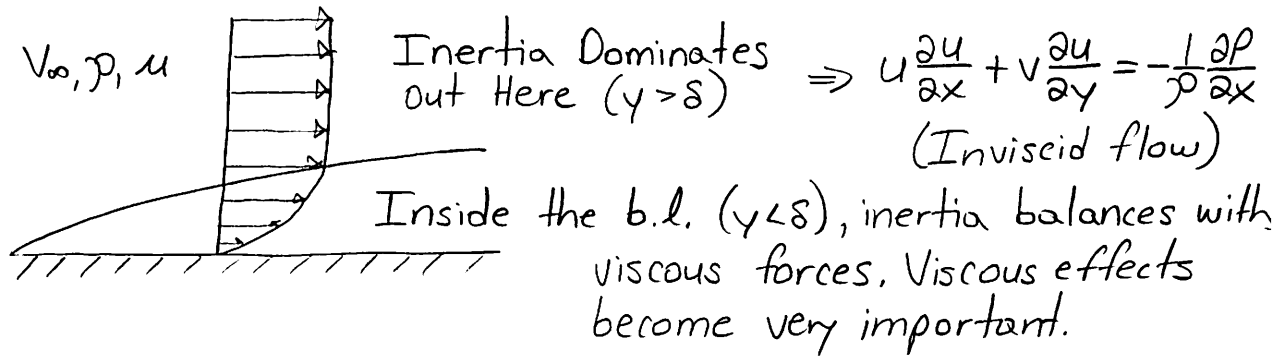 V∞, ρ, μ
Inertia Dominates
out Here (y>δ)
⇒ u ∂u/∂x + v ∂u/∂y = -1/ρ ∂P/∂x
(Inviscid flow)
Inside the b.l. (y<δ), inertia balances with
viscous forces. Viscous effects
become very important.